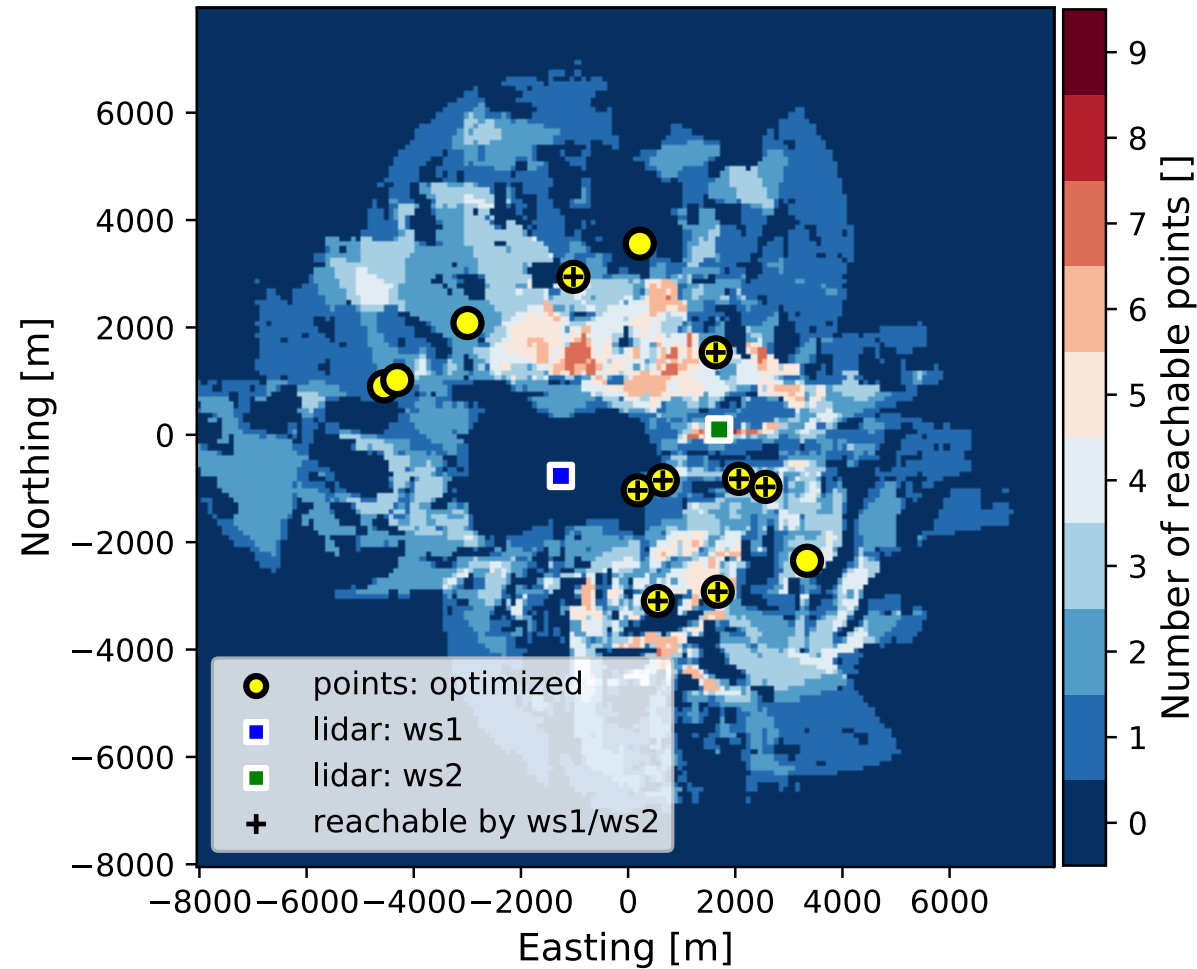 6000
4000
2000
0
−2000
−4000
−6000
−8000
Northing [m]
−8000 −6000 −4000 −2000 0 2000 4000 6000
Easting [m]
points: optimized
lidar: ws1
lidar: ws2
reachable by ws1/ws2
9
8
7
6
5
4
3
2
1
0
Number of reachable points []